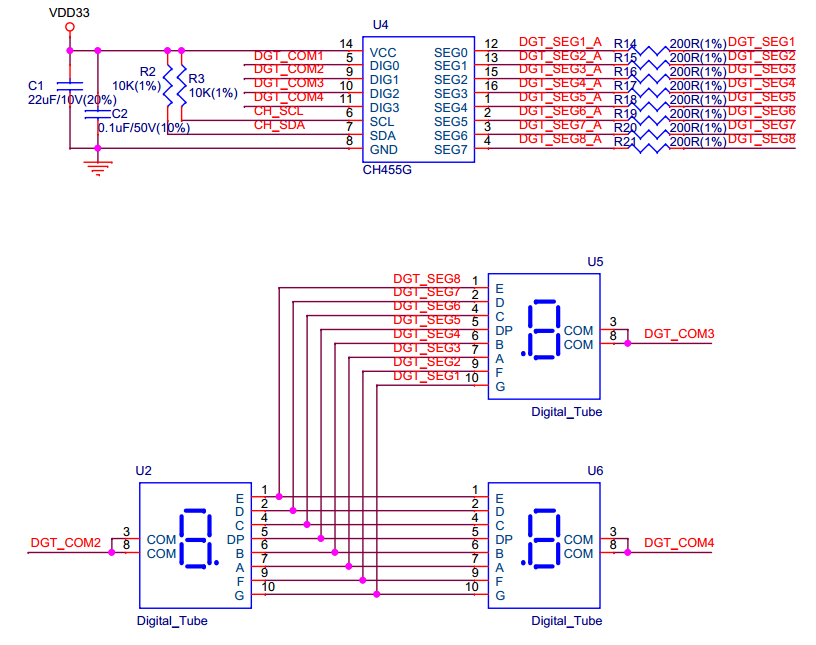 VDD33
U4
14 VCC SEG0 12 DGT_SEG1_A R14 200R(1%) DGT_SEG1
DGT_COM1 5 DIG0 SEG1 13 DGT_SEG2_A R15 200R(1%) DGT_SEG2
DGT_COM2 9 DIG1 SEG2 15 DGT_SEG3_A R16 200R(1%) DGT_SEG3
DGT_COM3 10 DIG2 SEG3 16 DGT_SEG4_A R17 200R(1%) DGT_SEG4
DGT_COM4 11 DIG3 SEG4 1 DGT_SEG5_A R18 200R(1%) DGT_SEG5
CH_SCL 6 SCL SEG5 2 DGT_SEG6_A R19 200R(1%) DGT_SEG6
CH_SDA 7 SDA SEG6 3 DGT_SEG7_A R20 200R(1%) DGT_SEG7
8 GND SEG7 4 DGT_SEG8_A R21 200R(1%) DGT_SEG8
CH455G
R2
10K(1%)
R3
10K(1%)
C1
22uF/10V(20%)
C2
0.1uF/50V(10%)
U5
DGT_SEG8 1 E
DGT_SEG7 2 D
DGT_SEG6 4 C
DGT_SEG5 5 DP COM 3
DGT_SEG4 6 B COM 8 DGT_COM3
DGT_SEG3 7 A
DGT_SEG2 9 F
DGT_SEG1 10 G
Digital_Tube
U2
E 1
D 2
C 4
3 COM DP 5
DGT_COM2 8 COM B 6
A 7
F 9
G 10
Digital_Tube
U6
1 E
2 D
4 C
5 DP COM 3
6 B COM 8 DGT_COM4
7 A
9 F
10 G
Digital_Tube